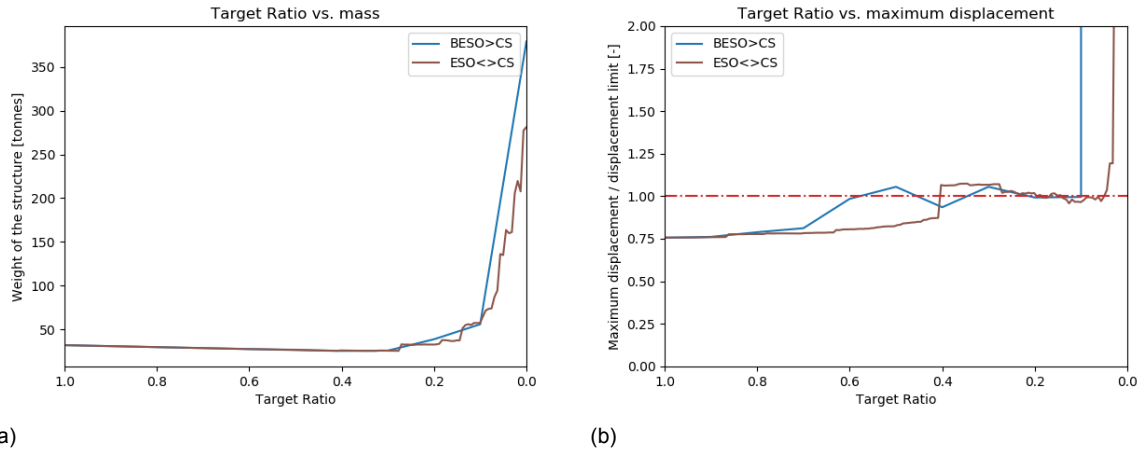 Target Ratio vs. mass
BESO>CS
ESO<>CS
Weight of the structure [tonnes]
350
300
250
200
150
100
50
1.0 0.8 0.6 0.4 0.2 0.0
Target Ratio
a)
Target Ratio vs. maximum displacement
BESO>CS
ESO<>CS
Maximum displacement / displacement limit [-]
2.00
1.75
1.50
1.25
1.00
0.75
0.50
0.25
0.00
1.0 0.8 0.6 0.4 0.2 0.0
Target Ratio
(b)